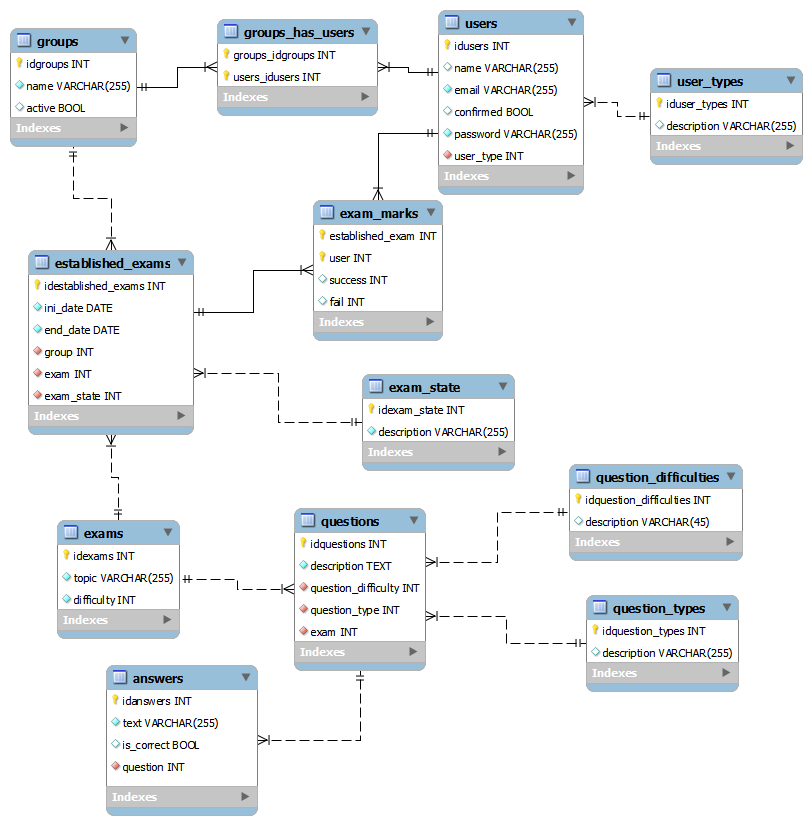 groups
idgroups INT
name VARCHAR(255)
active BOOL
Indexes
groups_has_users
groups_idgroups INT
users_idusers INT
Indexes
users
idusers INT
name VARCHAR(255)
email VARCHAR(255)
confirmed BOOL
password VARCHAR(255)
user_type INT
Indexes
user_types
iduser_types INT
description VARCHAR(255)
Indexes
exam_marks
established_exam INT
user INT
success INT
fail INT
Indexes
established_exams
idestablished_exams INT
ini_date DATE
end_date DATE
group INT
exam INT
exam_state INT
Indexes
exam_state
idexam_state INT
description VARCHAR(255)
Indexes
question_difficulties
idquestion_difficulties INT
description VARCHAR(45)
Indexes
exams
idexams INT
topic VARCHAR(255)
difficulty INT
Indexes
questions
idquestions INT
description TEXT
question_difficulty INT
question_type INT
exam INT
Indexes
question_types
idquestion_types INT
description VARCHAR(255)
Indexes
answers
idanswers INT
text VARCHAR(255)
is_correct BOOL
question INT
Indexes